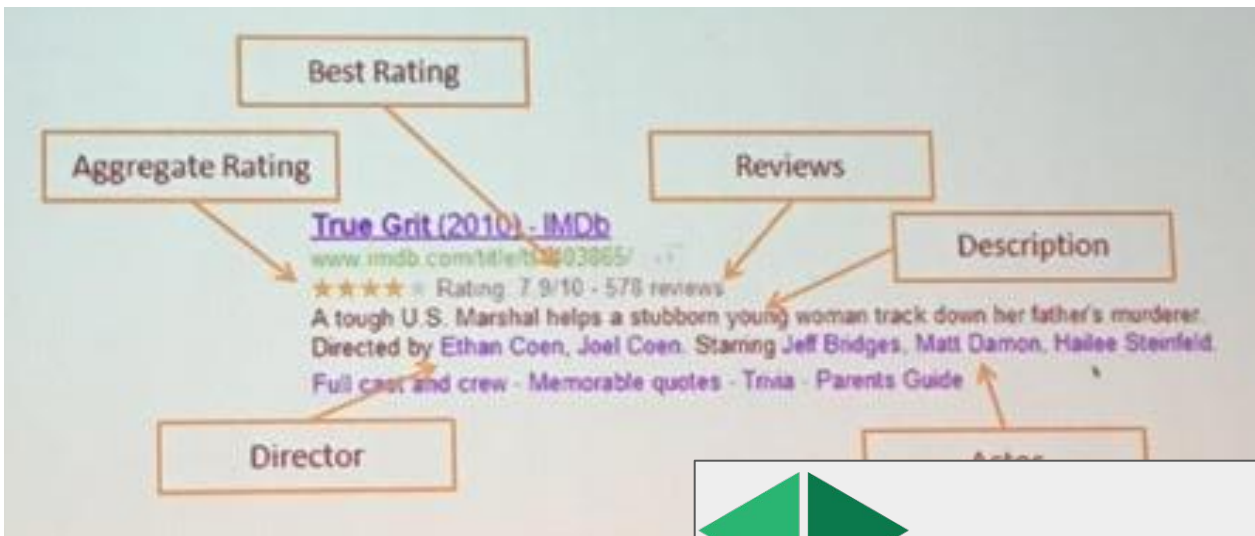 Best Rating
Aggregate Rating
Reviews
True Grit (2010) - IMDb
Description
Rating: 7.9/10 - 578 reviews
A tough U.S. Marshal helps a stubborn young woman track down her father's murderer.
Directed by Ethan Coen, Joel Coen. Starring Jeff Bridges, Matt Damon, Hailee Steinfeld.
Full cast and crew - Memorable quotes - Trivia - Parents Guide
Director
Actor